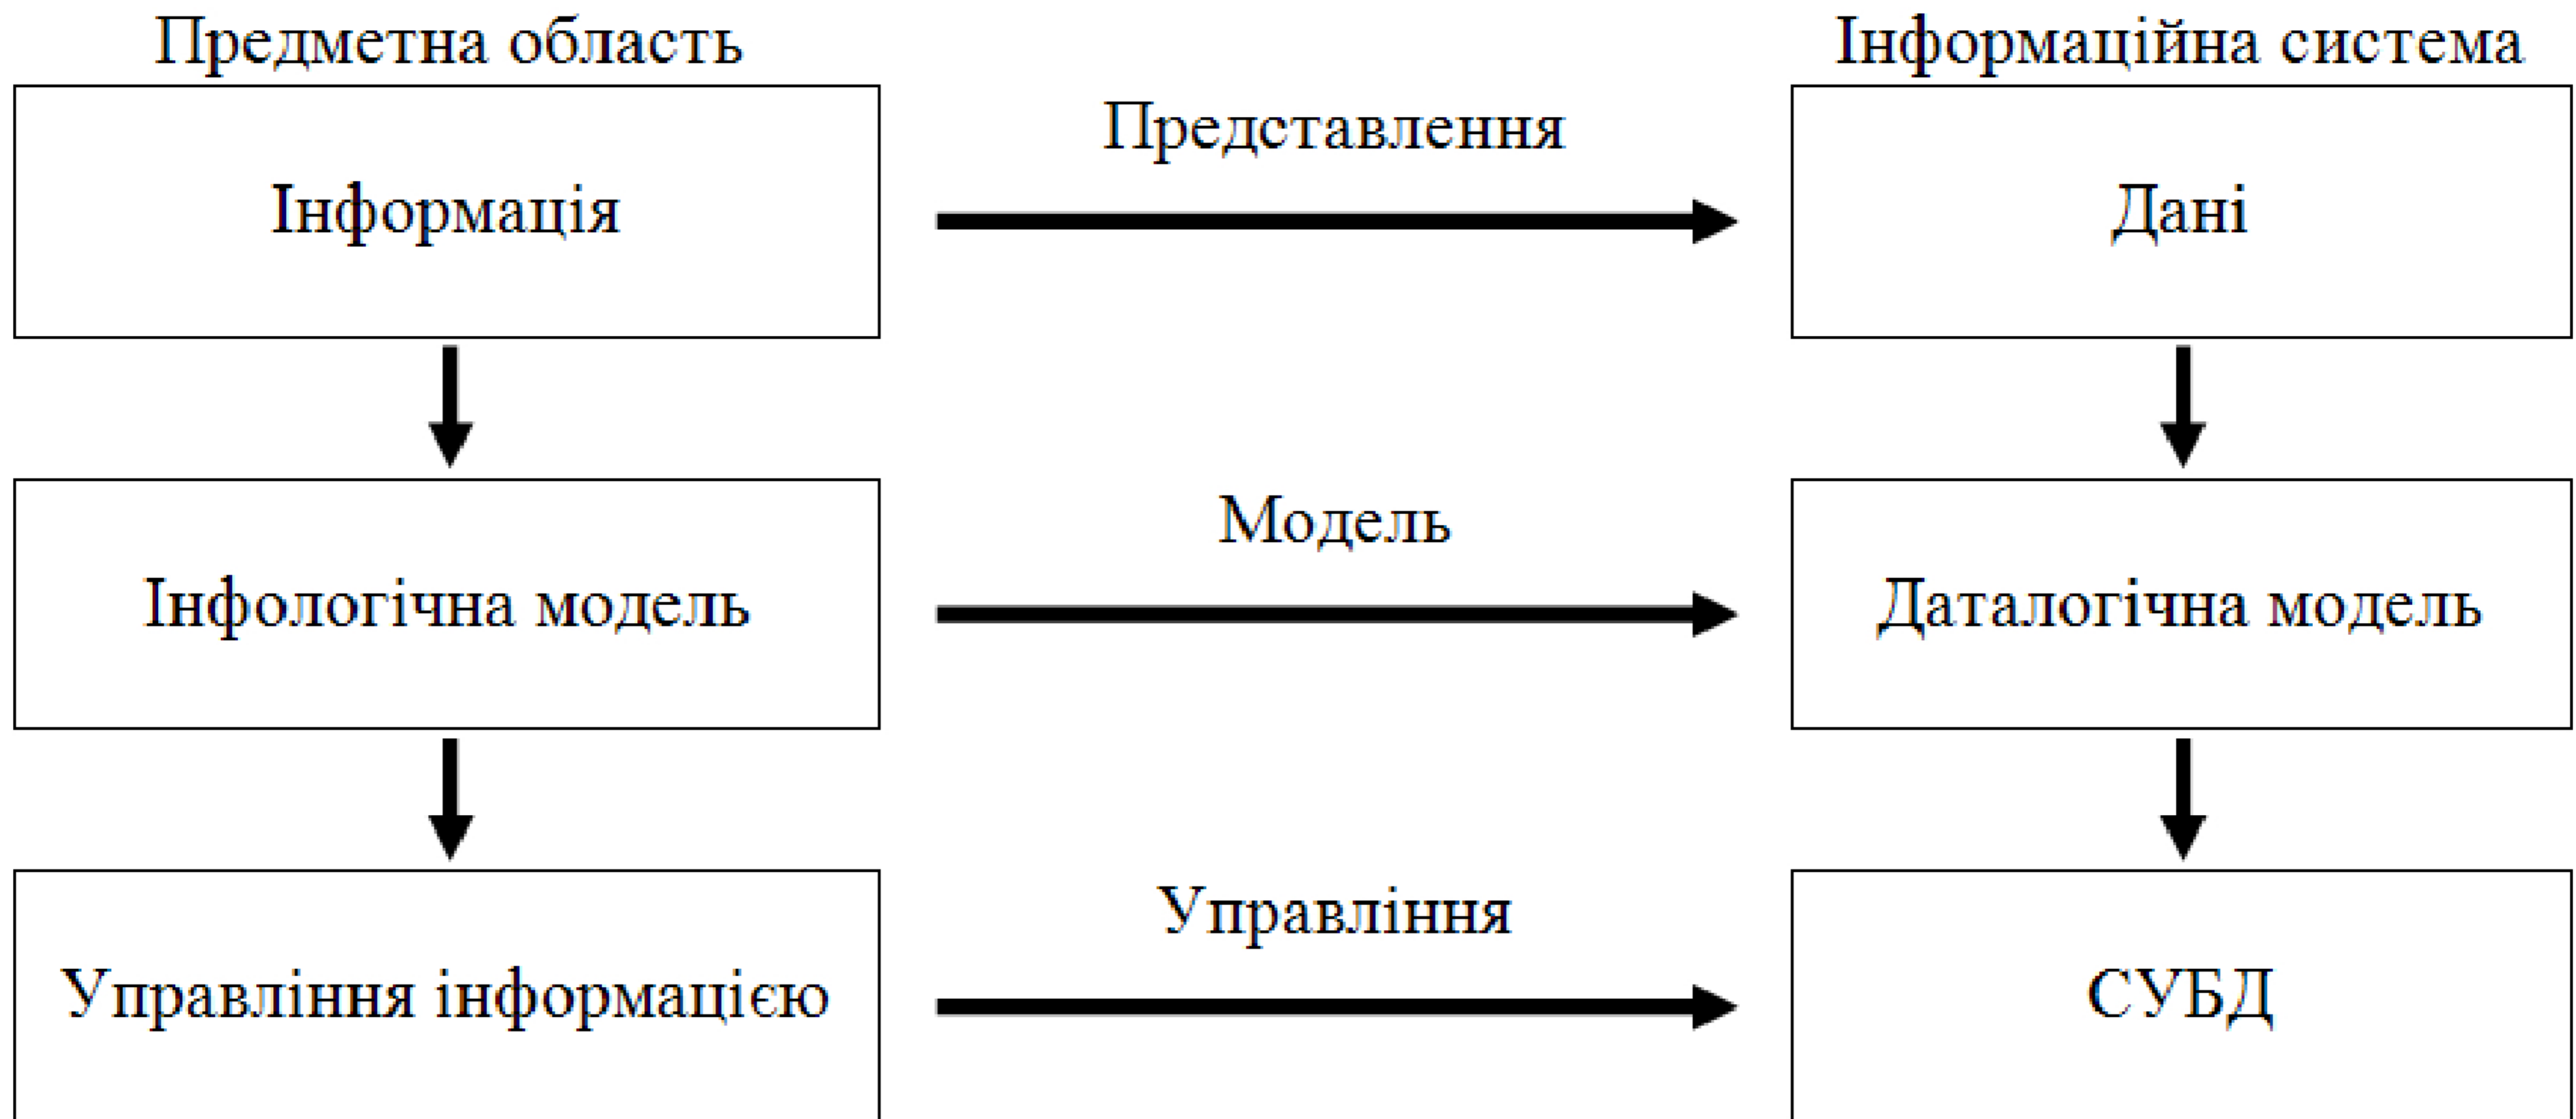 Предметна область
Інформаційна система
Представлення
Інформація
Дані
Модель
Інфологічна модель
Даталогічна модель
Управління
Управління інформацією
СУБД